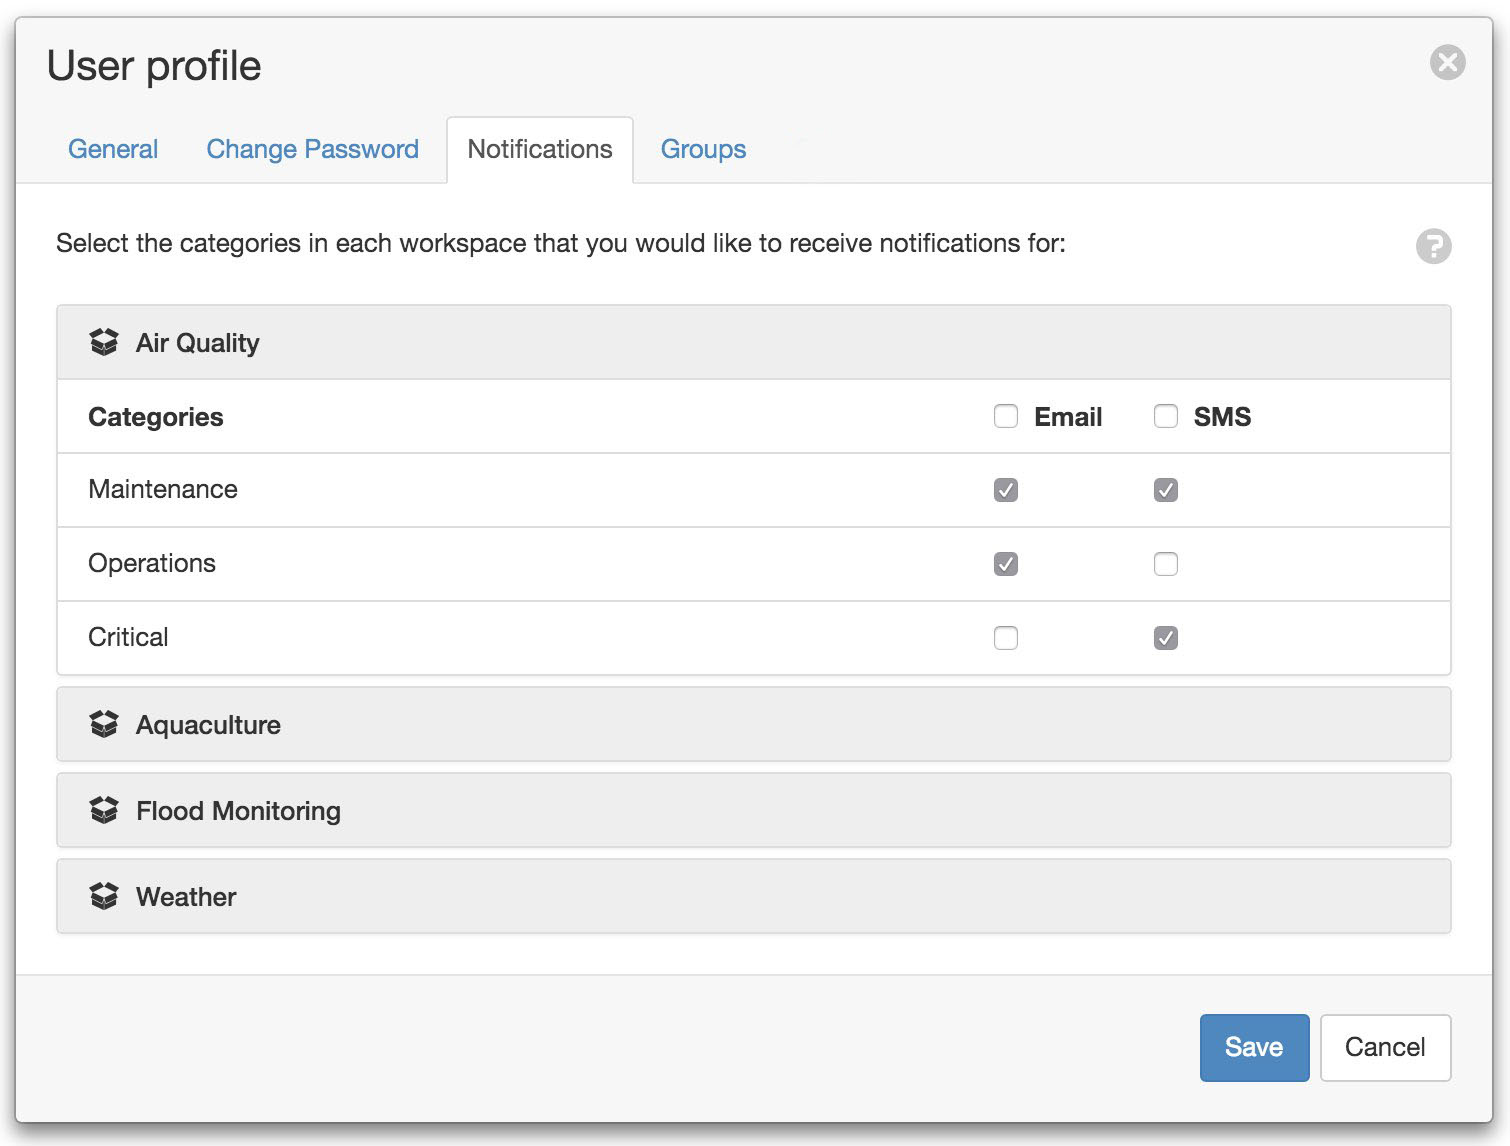 User profile
General Change Password Notifications Groups
Select the categories in each workspace that you would like to receive notifications for:
?
Air Quality
Categories Email SMS
Maintenance
Operations
Critical
Aquaculture
Flood Monitoring
Weather
Save Cancel